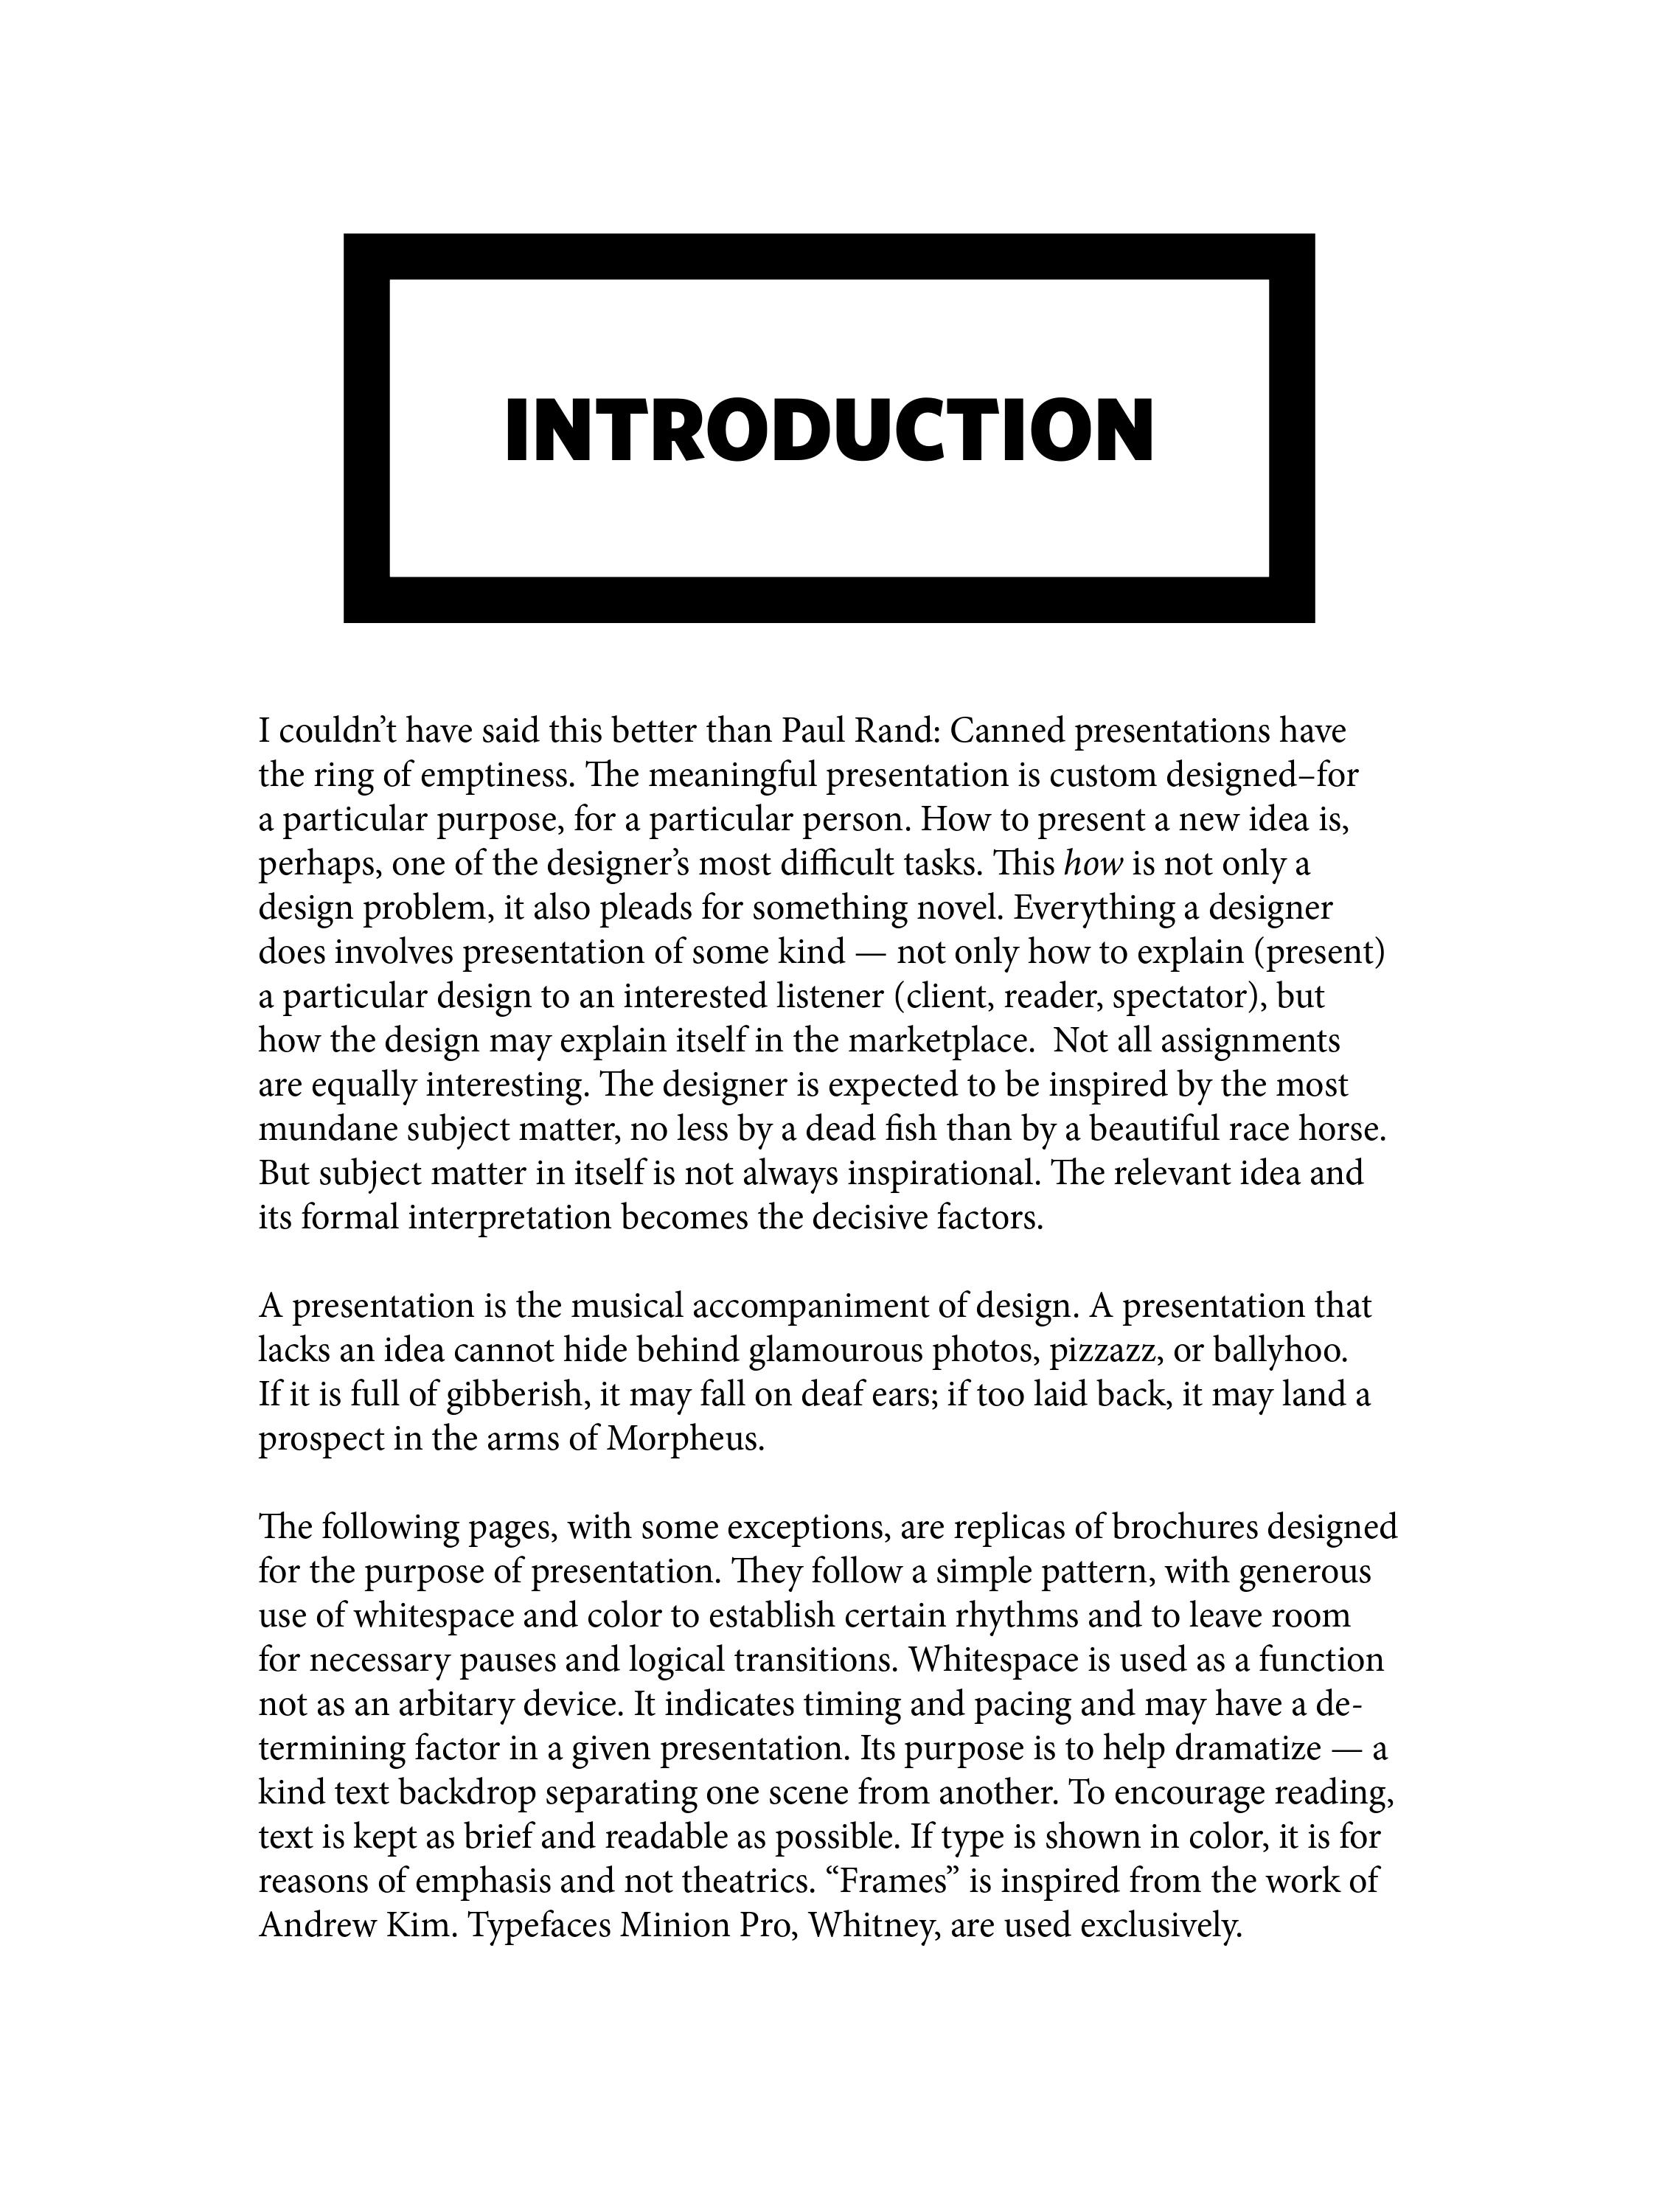 INTRODUCTION
I couldn’t have said this better than Paul Rand: Canned presentations have
the ring of emptiness. The meaningful presentation is custom designed–for
a particular purpose, for a particular person. How to present a new idea is,
perhaps, one of the designer’s most difficult tasks. This how is not only a
design problem, it also pleads for something novel. Everything a designer
does involves presentation of some kind — not only how to explain (present)
a particular design to an interested listener (client, reader, spectator), but
how the design may explain itself in the marketplace.  Not all assignments
are equally interesting. The designer is expected to be inspired by the most
mundane subject matter, no less by a dead fish than by a beautiful race horse.
But subject matter in itself is not always inspirational. The relevant idea and
its formal interpretation becomes the decisive factors.
A presentation is the musical accompaniment of design. A presentation that
lacks an idea cannot hide behind glamourous photos, pizzazz, or ballyhoo.
If it is full of gibberish, it may fall on deaf ears; if too laid back, it may land a
prospect in the arms of Morpheus.
The following pages, with some exceptions, are replicas of brochures designed
for the purpose of presentation. They follow a simple pattern, with generous
use of whitespace and color to establish certain rhythms and to leave room
for necessary pauses and logical transitions. Whitespace is used as a function
not as an arbitary device. It indicates timing and pacing and may have a de-
termining factor in a given presentation. Its purpose is to help dramatize — a
kind text backdrop separating one scene from another. To encourage reading,
text is kept as brief and readable as possible. If type is shown in color, it is for
reasons of emphasis and not theatrics. “Frames” is inspired from the work of
Andrew Kim. Typefaces Minion Pro, Whitney, are used exclusively.